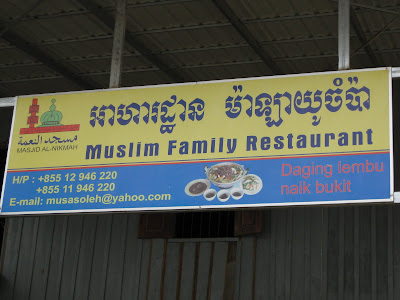 អាហារដ្ឋាន ម៉ាឡាយូចំប៉ា
MASJID AL-NIKMAH
Muslim Family Restaurant
H/P : +855 12 946 220
+855 11 946 220
E-mail: musasoleh@yahoo.com
Daging lembu
naik bukit